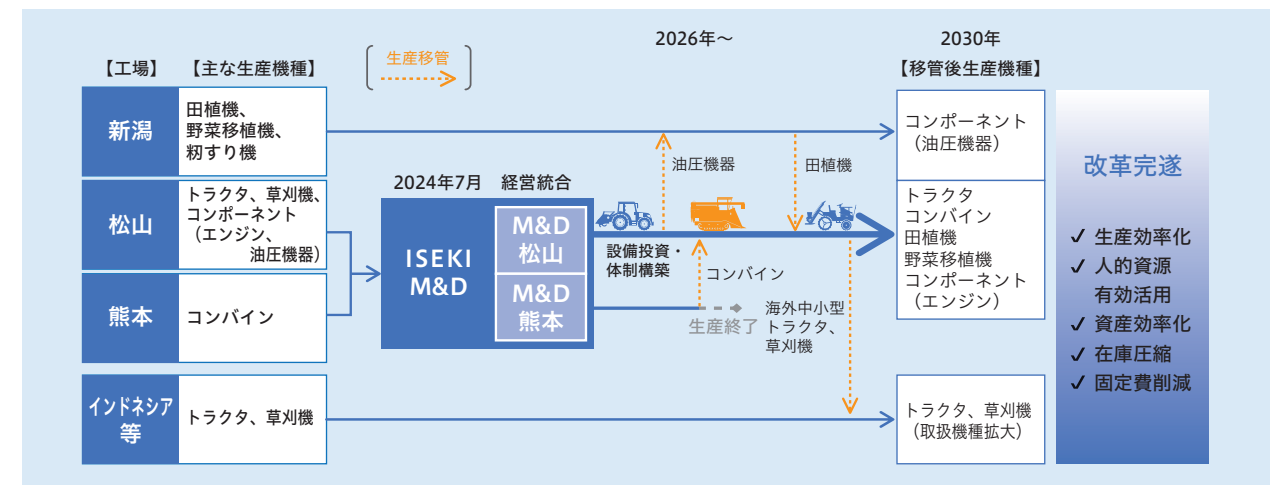 2026年～
2030年
【工場】
【主な生産機種】
生産移管
【移管後生産機種】
新潟
田植機、
野菜移植機、
籾すり機
松山
トラクタ、草刈機、
コンポーネント
（エンジン、
油圧機器）
熊本
コンバイン
インドネシア
等
トラクタ、草刈機
2024年7月　経営統合
ISEKI
M&D
M&D
松山
M&D
熊本
油圧機器
田植機
設備投資・
体制構築
コンバイン
生産終了
海外中小型
トラクタ、
草刈機
コンポーネント
（油圧機器）
トラクタ
コンバイン
田植機
野菜移植機
コンポーネント
（エンジン）
トラクタ、草刈機
（取扱機種拡大）
改革完遂
✓ 生産効率化
✓ 人的資源
有効活用
✓ 資産効率化
✓ 在庫圧縮
✓ 固定費削減